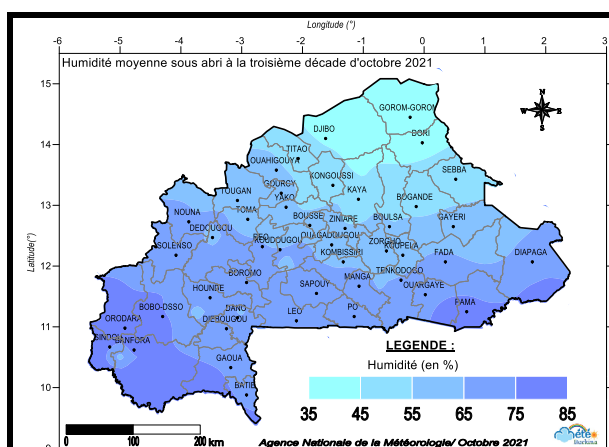 Longitude (°)
-6 -5 -4 -3 -2 -1 0 1 2 3
Humidité moyenne sous abri à la troisième décade d'octobre 2021
15
14
13
12
11
10
Latitude(°)
N
W E
S
GOROM-GOROM
DJIBO
DORI
TITAO
OUAHIGOUYA
SEBBA
KONGOUSSI
GOURCY
TOUGAN
KAYA
YAKO
BOGANDE
NOUNA
TOMA
BOUSSE
ZINIARE
BOULSA
GAYERI
DEDOUGOU
REO
OUAGADOUGOU
SOLENSO
KOUDOUGOU
ZORGHO
KOUPELA
KOMBISSIRI
FADA
DIAPAGA
TENKODOGO
BOROMO
MANGA
HOUNDE
SAPOUY
OUARGAYE
BOBO-DSSO
DANO
LEO
PO
PAMA
ORODARA
DIEBOUGOU
SINDOU
BANFORA
GAOUA
BATIE
LEGENDE :
Humidité (en %)
35 45 55 65 75 85
0 100 200 km
Agence Nationale de la Météorologie/ Octobre 2021
météo
Burkina